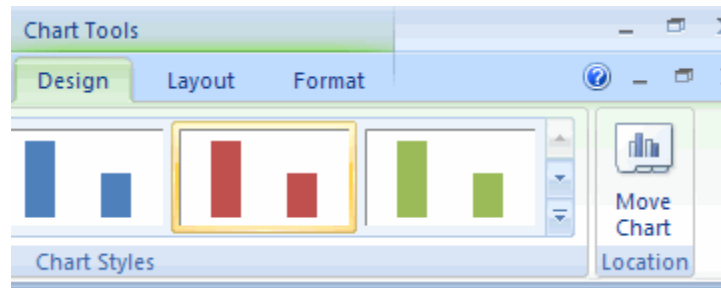 Chart Tools
Design Layout Format
Move
Chart
Chart Styles Location